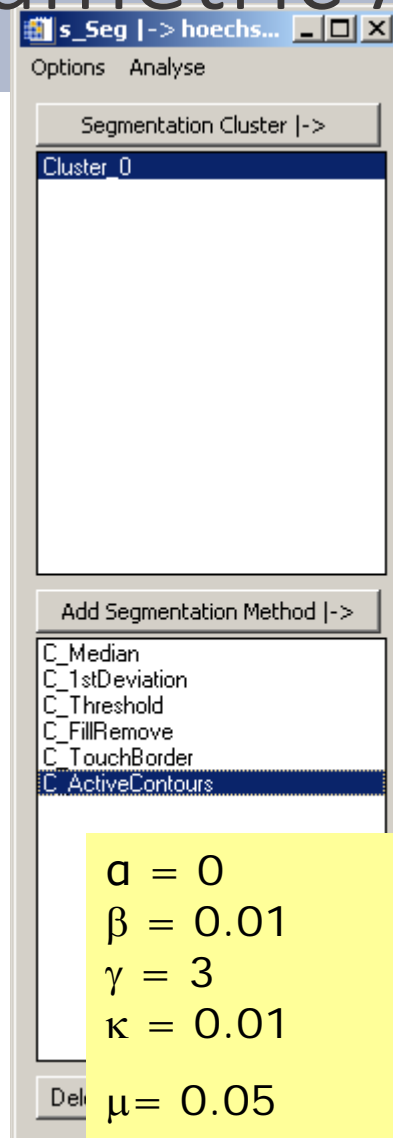 s_Seg |-> hoechs...
Options Analyse
Segmentation Cluster |->
Cluster_0
Add Segmentation Method |->
C_Median
C_1stDeviation
C_Threshold
C_FillRemove
C_TouchBorder
C_ActiveContours
α = 0
β = 0.01
γ = 3
κ = 0.01
μ= 0.05